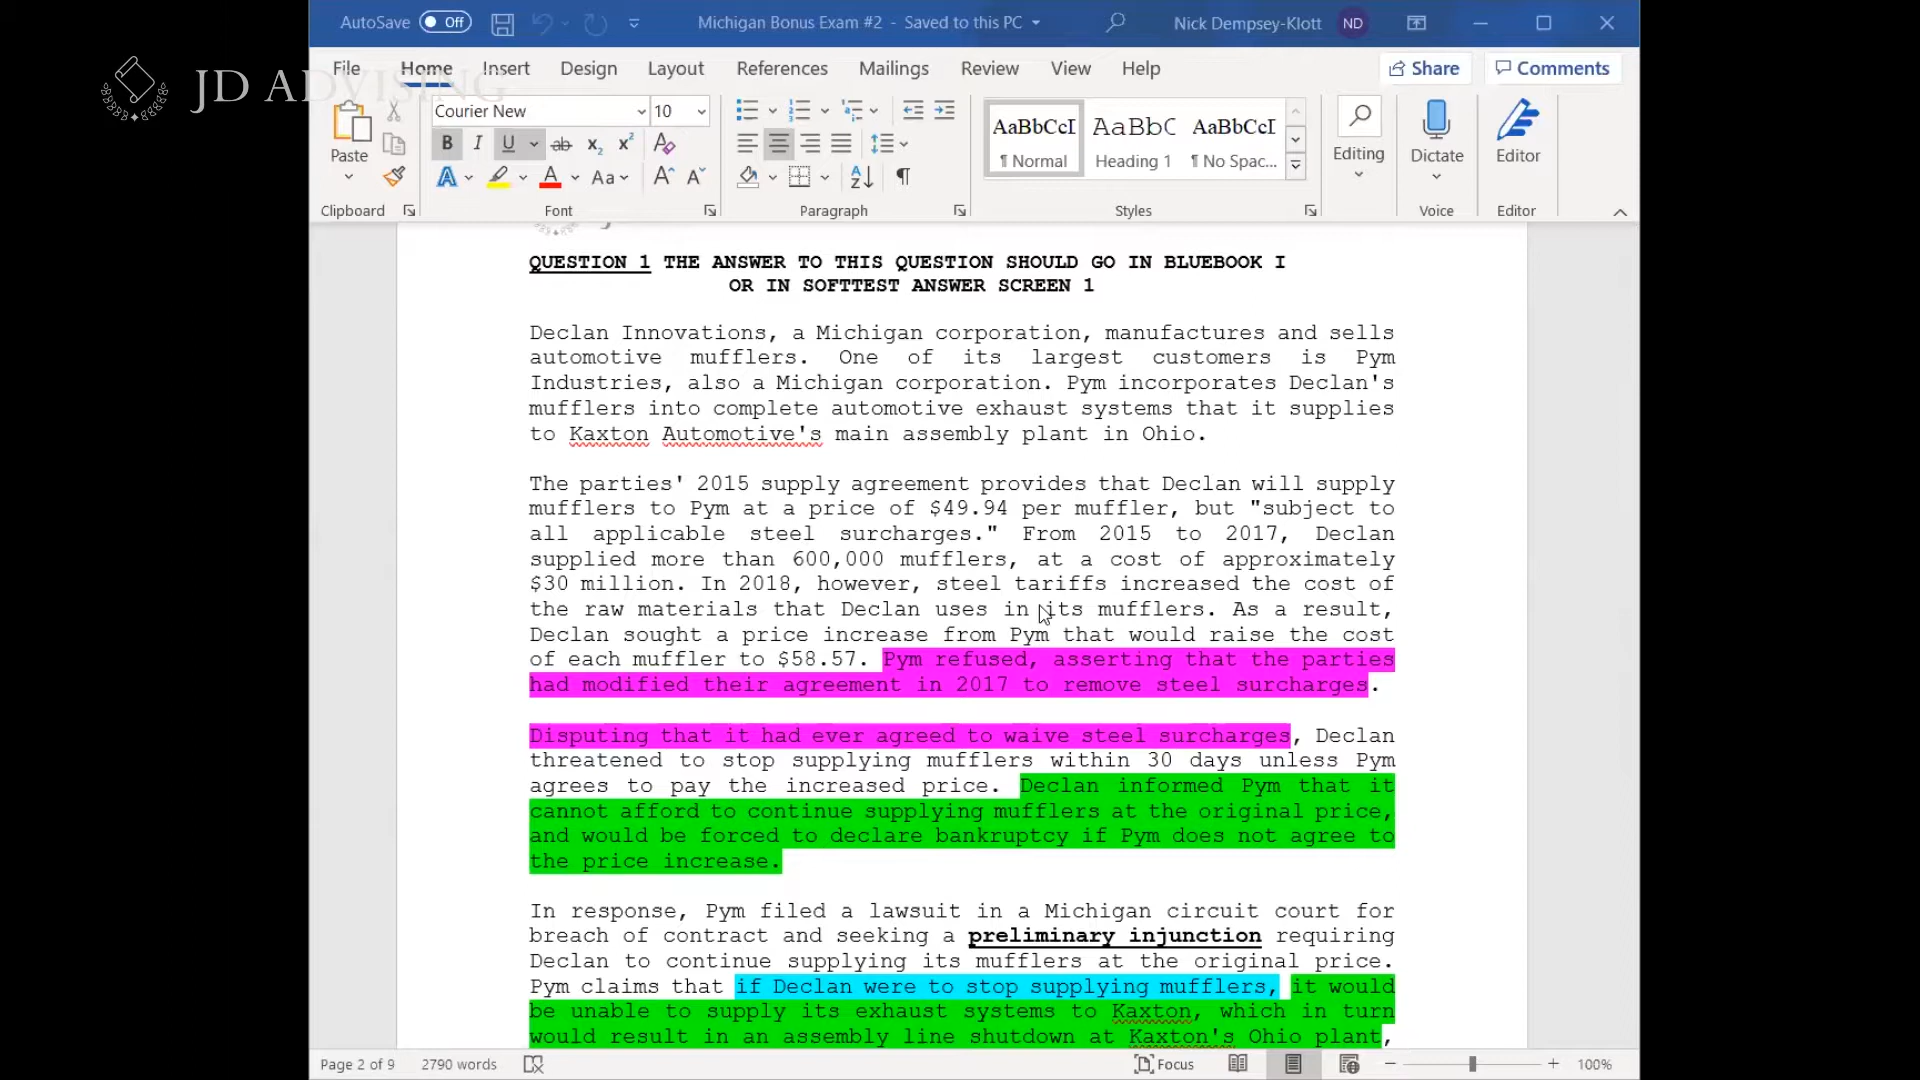 AutoSave Off Michigan Bonus Exam #2 - Saved to this PC Nick Dempsey-Klott ND
JD ADVISING
File Home Insert Design Layout References Mailings Review View Help Share Comments
Courier New 10
Paste
B I U ab x₂ x² A
A A Aa A A
AaBbCcI AaBbC AaBbCcI
¶ Normal Heading 1 ¶ No Spac...
Editing Dictate Editor
Clipboard Font Paragraph Styles Voice Editor
QUESTION 1 THE ANSWER TO THIS QUESTION SHOULD GO IN BLUEBOOK I
OR IN SOFTTEST ANSWER SCREEN 1
Declan Innovations, a Michigan corporation, manufactures and sells
automotive mufflers. One of its largest customers is Pym
Industries, also a Michigan corporation. Pym incorporates Declan's
mufflers into complete automotive exhaust systems that it supplies
to Kaxton Automotive's main assembly plant in Ohio.
The parties' 2015 supply agreement provides that Declan will supply
mufflers to Pym at a price of $49.94 per muffler, but "subject to
all applicable steel surcharges." From 2015 to 2017, Declan
supplied more than 600,000 mufflers, at a cost of approximately
$30 million. In 2018, however, steel tariffs increased the cost of
the raw materials that Declan uses in its mufflers. As a result,
Declan sought a price increase from Pym that would raise the cost
of each muffler to $58.57. Pym refused, asserting that the parties
had modified their agreement in 2017 to remove steel surcharges.
Disputing that it had ever agreed to waive steel surcharges, Declan
threatened to stop supplying mufflers within 30 days unless Pym
agrees to pay the increased price. Declan informed Pym that it
cannot afford to continue supplying mufflers at the original price,
and would be forced to declare bankruptcy if Pym does not agree to
the price increase.
In response, Pym filed a lawsuit in a Michigan circuit court for
breach of contract and seeking a preliminary injunction requiring
Declan to continue supplying its mufflers at the original price.
Pym claims that if Declan were to stop supplying mufflers, it would
be unable to supply its exhaust systems to Kaxton, which in turn
would result in an assembly line shutdown at Kaxton's Ohio plant,
Page 2 of 9 2790 words Focus 100%